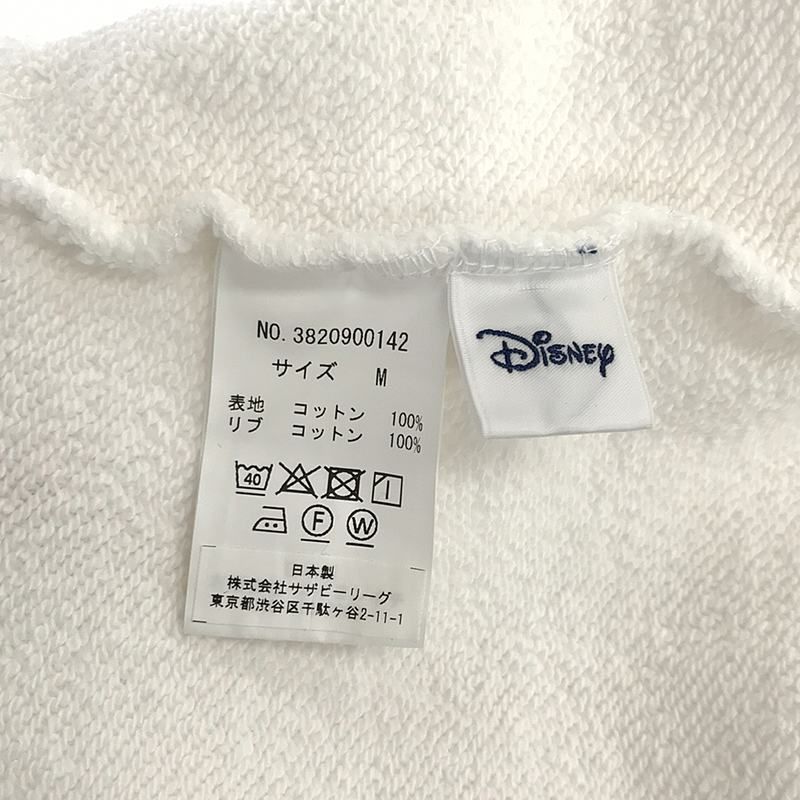 NO. 3820900142
サイズ M
表地 コットン 100%
リブ コットン 100%
40
F W
日本製
株式会社サザビーリーグ
東京都渋谷区千駄ヶ谷2-11-1
Disney